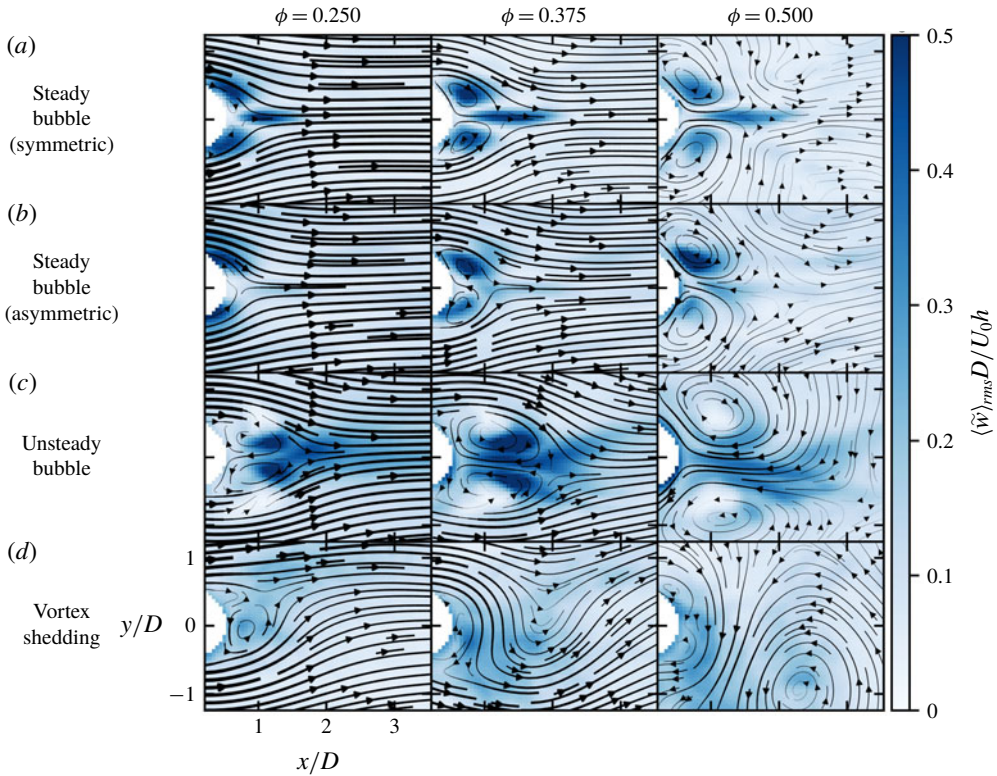 ϕ = 0.250 ϕ = 0.375 ϕ = 0.500
(a)
Steady
bubble
(symmetric)
(b)
Steady
bubble
(asymmetric)
(c)
Unsteady
bubble
(d)
Vortex
shedding
y/D
1
0
−1
1 2 3
x/D
0.5
0.4
0.3
0.2
0.1
0
⟨w̃⟩rms D/U0h